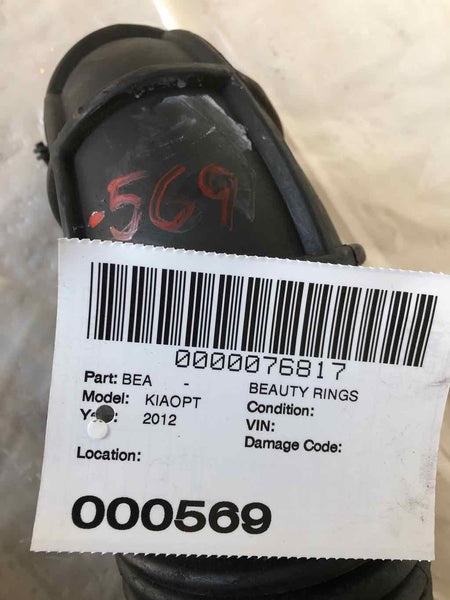 .569
0000076817
Part: BEA - BEAUTY RINGS
Model: KIAOPT Condition:
2012 VIN:
Damage Code:
Location:
000569